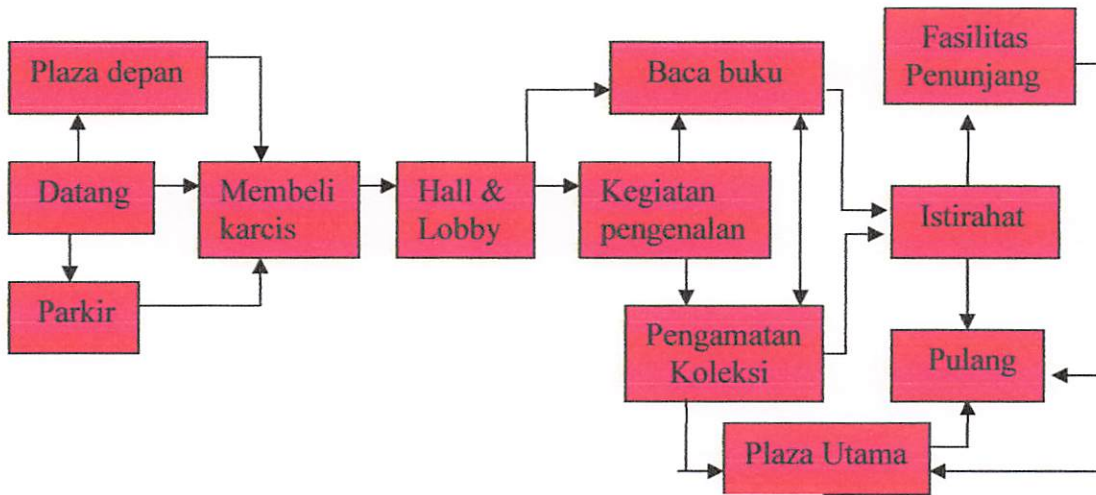 Plaza depan
Datang
Parkir
Membeli
karcis
Hall &
Lobby
Baca buku
Kegiatan
pengenalan
Pengamatan
Koleksi
Plaza Utama
Fasilitas
Penunjang
Istirahat
Pulang